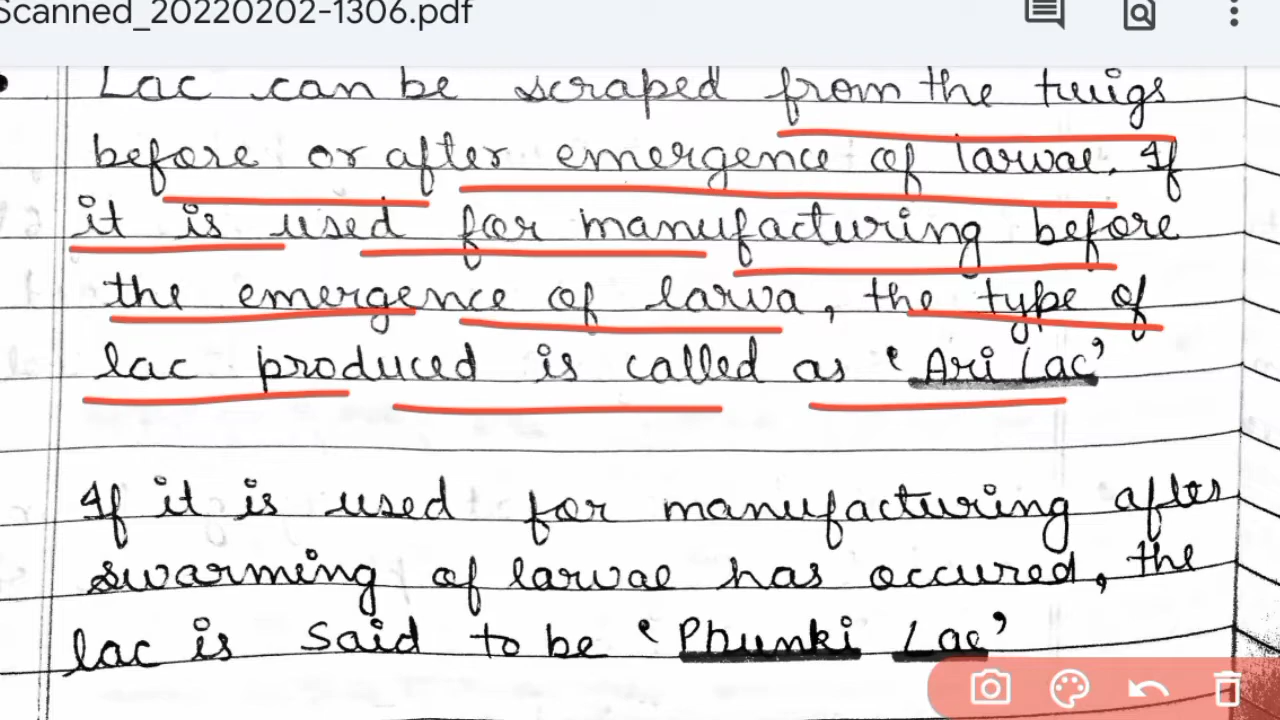 Scanned_20220202-1306.pdf
Lac can be scraped from the twigs
before or after emergence of larvae. If
it is used for manufacturing before
the emergence of larva, the type of
lac produced is called as 'Ari Lac'
If it is used for manufacturing after
swarming of larvae has occured, the
lac is said to be 'Phunki Lac'